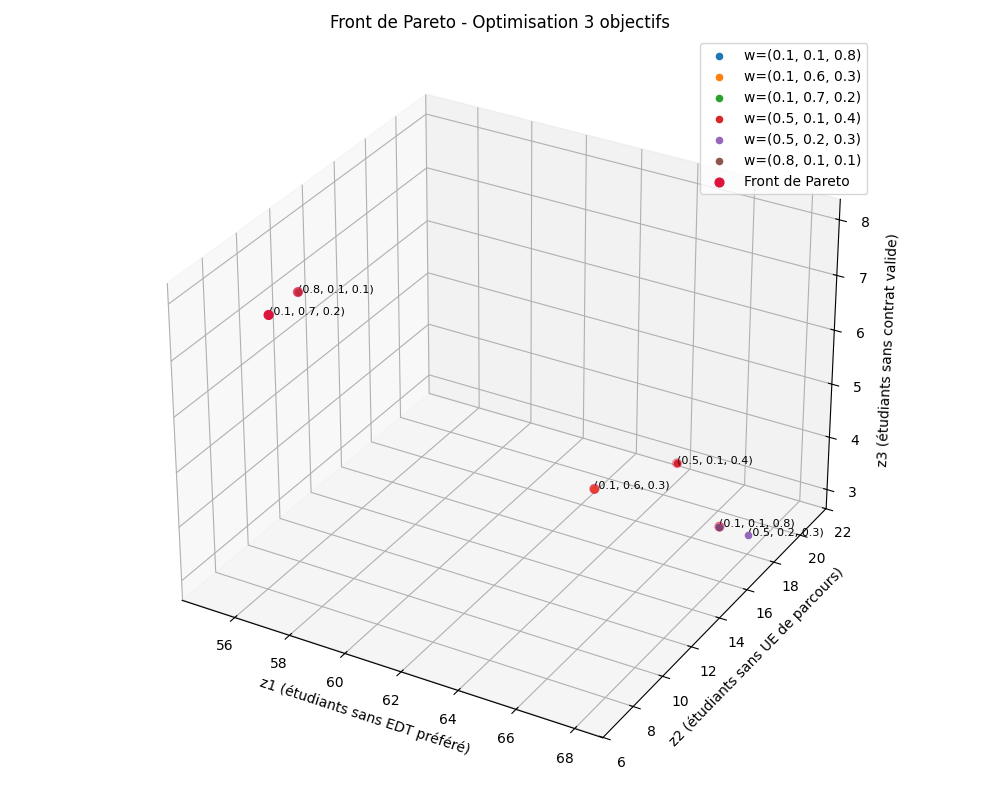 Front de Pareto - Optimisation 3 objectifs
w=(0.1, 0.1, 0.8)
w=(0.1, 0.6, 0.3)
w=(0.1, 0.7, 0.2)
w=(0.5, 0.1, 0.4)
w=(0.5, 0.2, 0.3)
w=(0.8, 0.1, 0.1)
Front de Pareto
(0.8, 0.1, 0.1)
(0.1, 0.7, 0.2)
(0.5, 0.1, 0.4)
(0.1, 0.6, 0.3)
(0.1, 0.1, 0.8)
(0.5, 0.2, 0.3)
8
7
6
5
4
3
z3 (étudiants sans contrat valide)
22
20
18
16
14
12
10
8
6
z2 (étudiants sans UE de parcours)
56
58
60
62
64
66
68
z1 (étudiants sans EDT préféré)